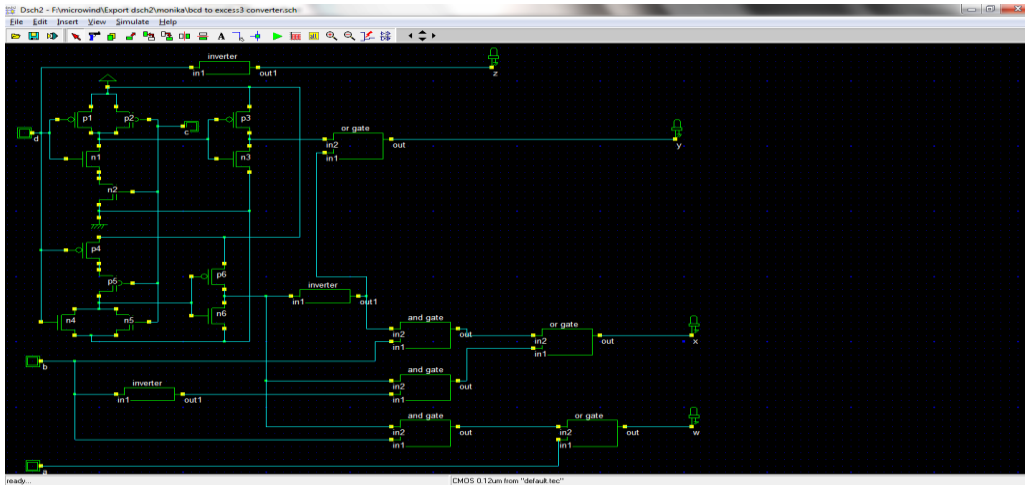 Dsch2 - F:\microwind\Export dsch2\monika\bcd to excess3 converter.sch
File Edit Insert View Simulate Help
A
inverter
in1 out1
z
p1 p2 p3
c
d
or gate
in2 out
in1
y
n1 n3
n2
p4
p5 p6
inverter
in1 out1
n4 n5 n6
and gate
in2 out
in1
or gate
in2 out
in1
x
b
and gate
in2 out
in1
inverter
in1 out1
and gate
in2 out
in1
or gate
in2 out
in1
w
a
ready... CMOS 0.12um from "default.tec"